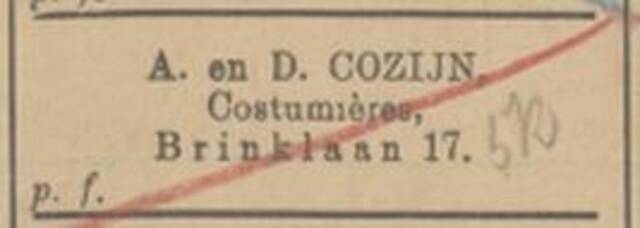 A. en D. COZIJN,
Costumières,
Brinklaan 17.
p. f.